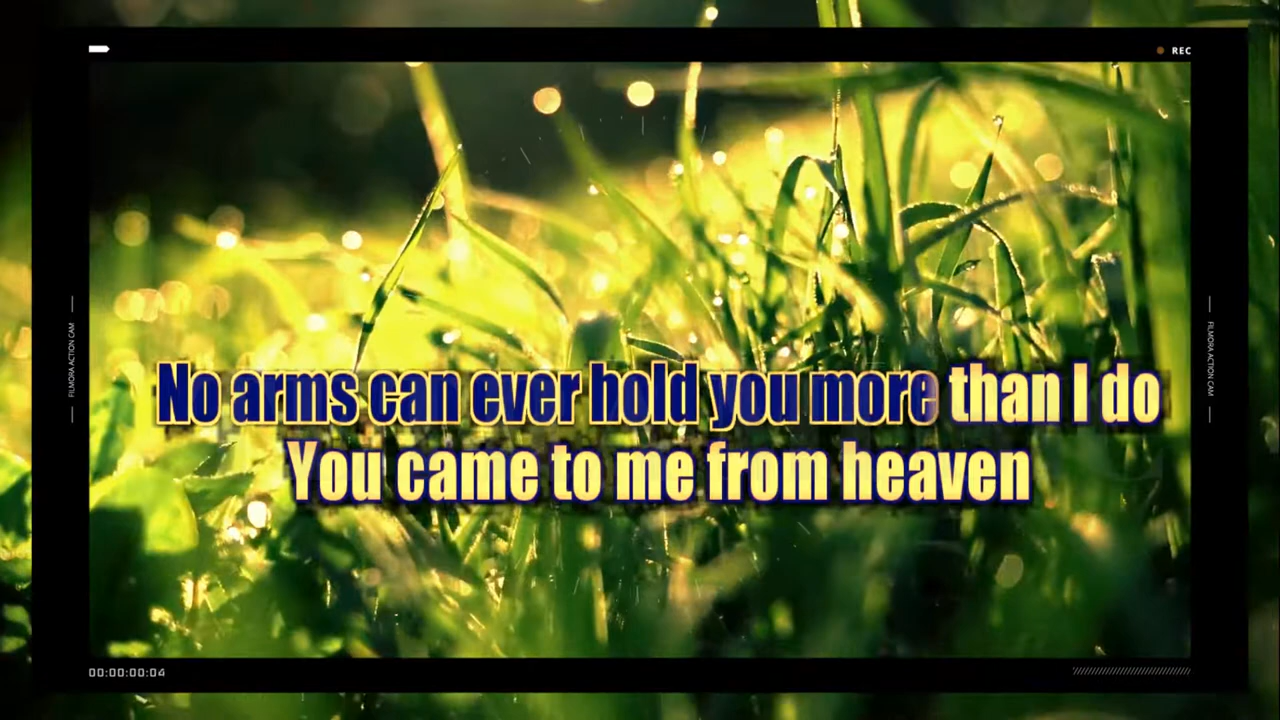 REC
FILMORA ACTION CAM
FILMORA ACTION CAM
No arms can ever hold you more than I do
You came to me from heaven
00:00:00:04